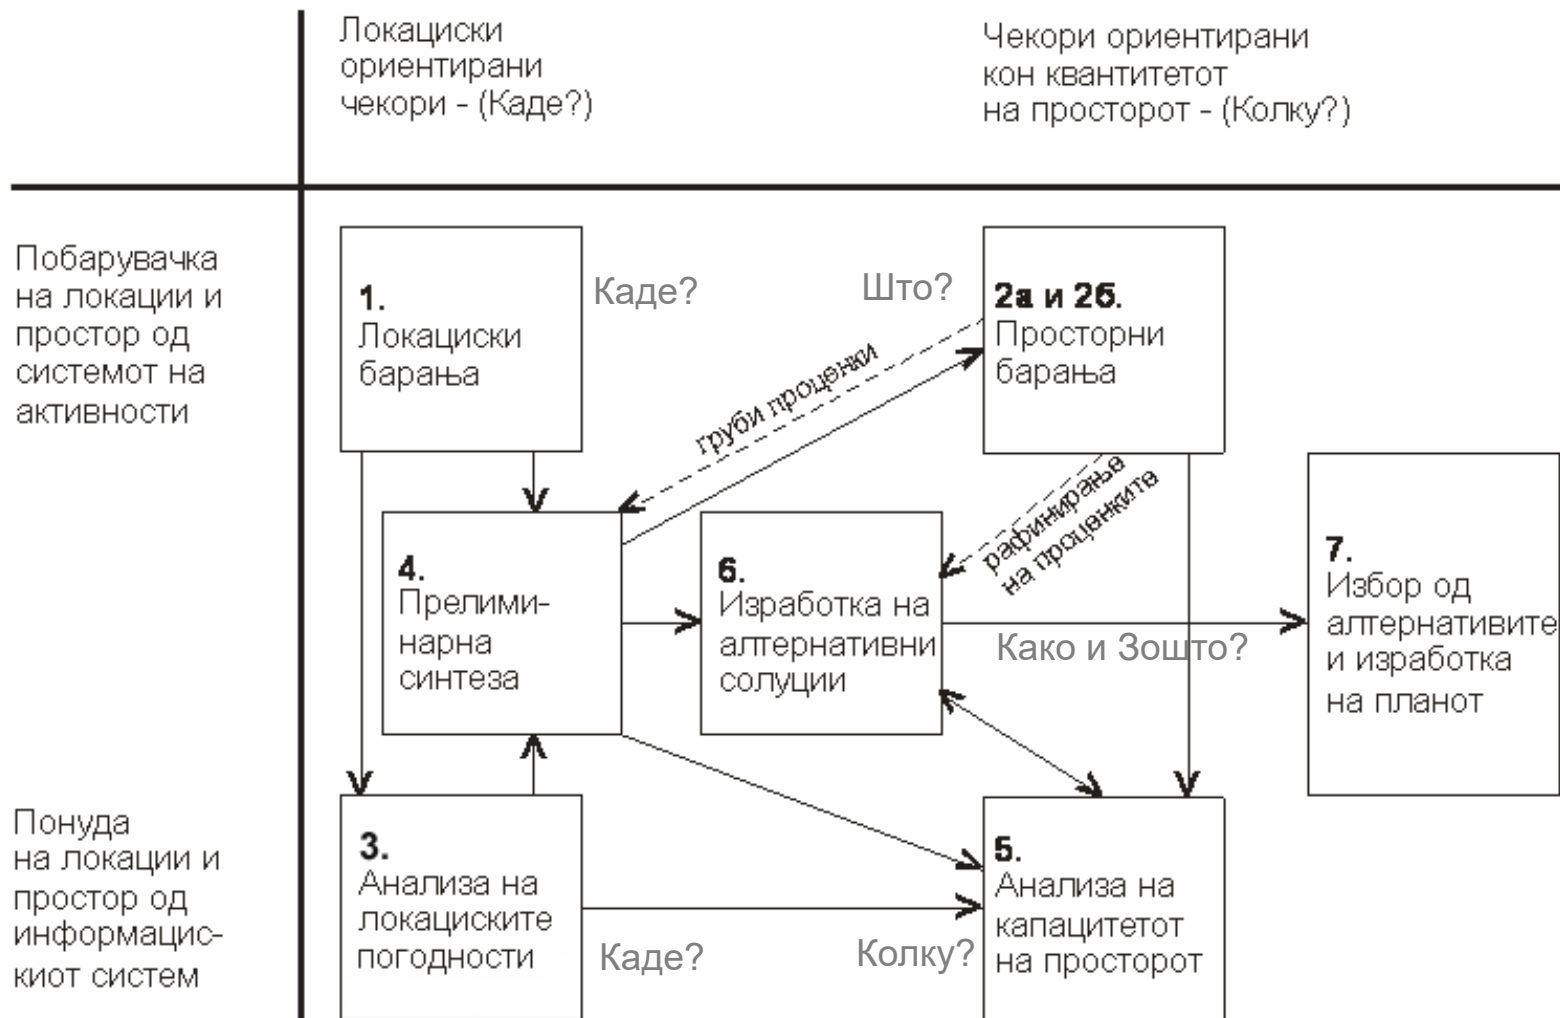 Локациски
ориентирани
чекори - (Каде?)
Чекори ориентирани
кон квантитетот
на просторот - (Колку?)
Побарувачка
на локации и
простор од
системот на
активности
1.
Локациски
барања
Каде?
Што?
2а и 2б.
Просторни
барања
груби проценки
рафинирање
на проценките
4.
Прелими-
нарна
синтеза
6.
Изработка на
алтернативни
солуции
Како и Зошто?
7.
Избор од
алтернативите
и изработка
на планот
Понуда
на локации и
простор од
информацис-
киот систем
3.
Анализа на
локациските
погодности
Каде?
Колку?
5.
Анализа на
капацитетот
на просторот